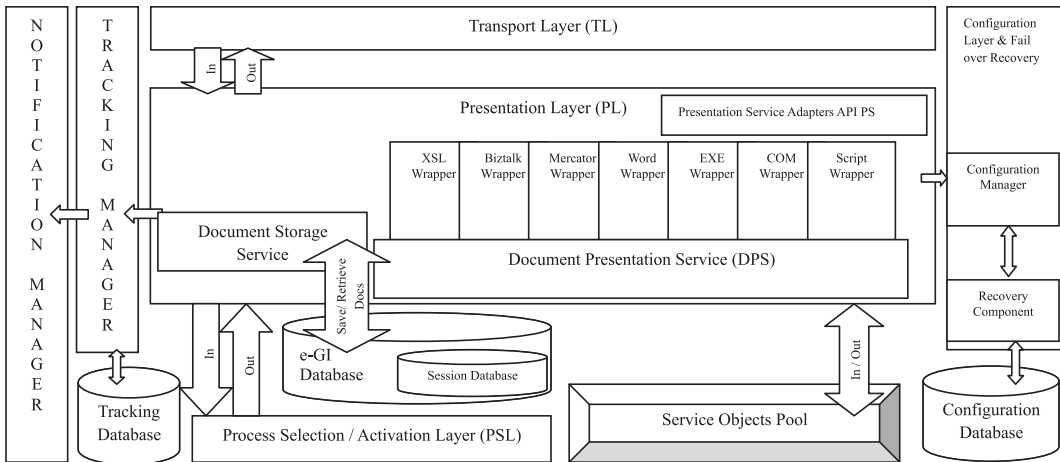 NOTIFICATION MANAGER
TRACKING MANAGER
Transport Layer (TL)
In
Out
Configuration
Layer & Fail
over Recovery
Presentation Layer (PL)
Presentation Service Adapters API PS
XSL
Wrapper
Biztalk
Wrapper
Mercator
Wrapper
Word
Wrapper
EXE
Wrapper
COM
Wrapper
Script
Wrapper
Configuration
Manager
Document Storage
Service
Document Presentation Service (DPS)
Save/ Retrieve
Docs
Recovery
Component
In
Out
e-GI
Database
Session Database
In / Out
Tracking
Database
Process Selection / Activation Layer (PSL)
Service Objects Pool
Configuration
Database